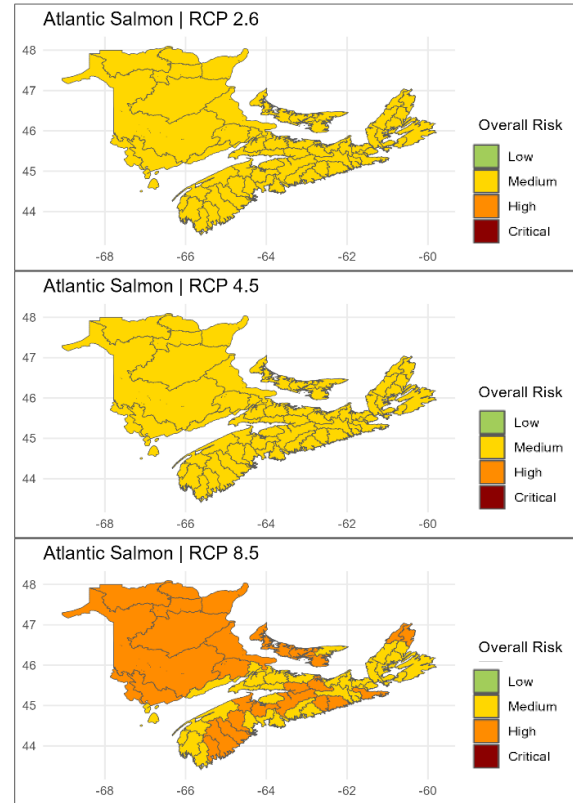 Atlantic Salmon | RCP 2.6
48
47
46
45
44
-68 -66 -64 -62 -60
Overall Risk
Low
Medium
High
Critical
Atlantic Salmon | RCP 4.5
48
47
46
45
44
-68 -66 -64 -62 -60
Overall Risk
Low
Medium
High
Critical
Atlantic Salmon | RCP 8.5
48
47
46
45
44
-68 -66 -64 -62 -60
Overall Risk
Low
Medium
High
Critical